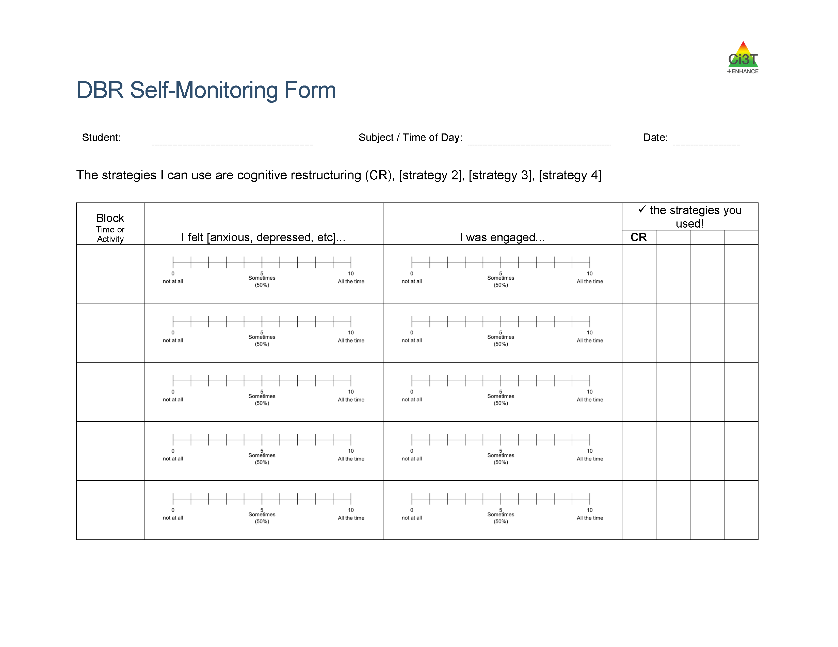 Ci3T
+ENHANCE
DBR Self-Monitoring Form
Student: Subject / Time of Day: Date:
The strategies I can use are cognitive restructuring (CR), [strategy 2], [strategy 3], [strategy 4]
Block
Time or
Activity
I felt [anxious, depressed, etc]...
I was engaged...
✓ the strategies you
used!
CR
0 5 10
not at all Sometimes All the time
(50%)
0 5 10
not at all Sometimes All the time
(50%)
0 5 10
not at all Sometimes All the time
(50%)
0 5 10
not at all Sometimes All the time
(50%)
0 5 10
not at all Sometimes All the time
(50%)
0 5 10
not at all Sometimes All the time
(50%)
0 5 10
not at all Sometimes All the time
(50%)
0 5 10
not at all Sometimes All the time
(50%)
0 5 10
not at all Sometimes All the time
(50%)
0 5 10
not at all Sometimes All the time
(50%)